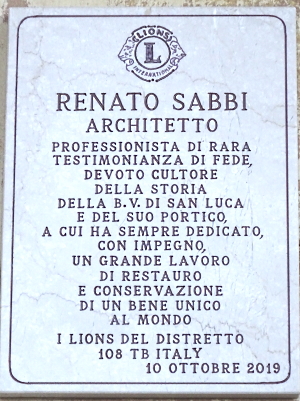 LIONS
L
INTERNATIONAL
RENATO SABBI
ARCHITETTO
PROFESSIONISTA DI RARA
TESTIMONIANZA DI FEDE,
DEVOTO CULTORE
DELLA STORIA
DELLA B.V. DI SAN LUCA
E DEL SUO PORTICO,
A CUI HA SEMPRE DEDICATO,
CON IMPEGNO,
UN GRANDE LAVORO
DI RESTAURO
E CONSERVAZIONE
DI UN BENE UNICO
AL MONDO
I LIONS DEL DISTRETTO
108 TB ITALY
10 OTTOBRE 2019